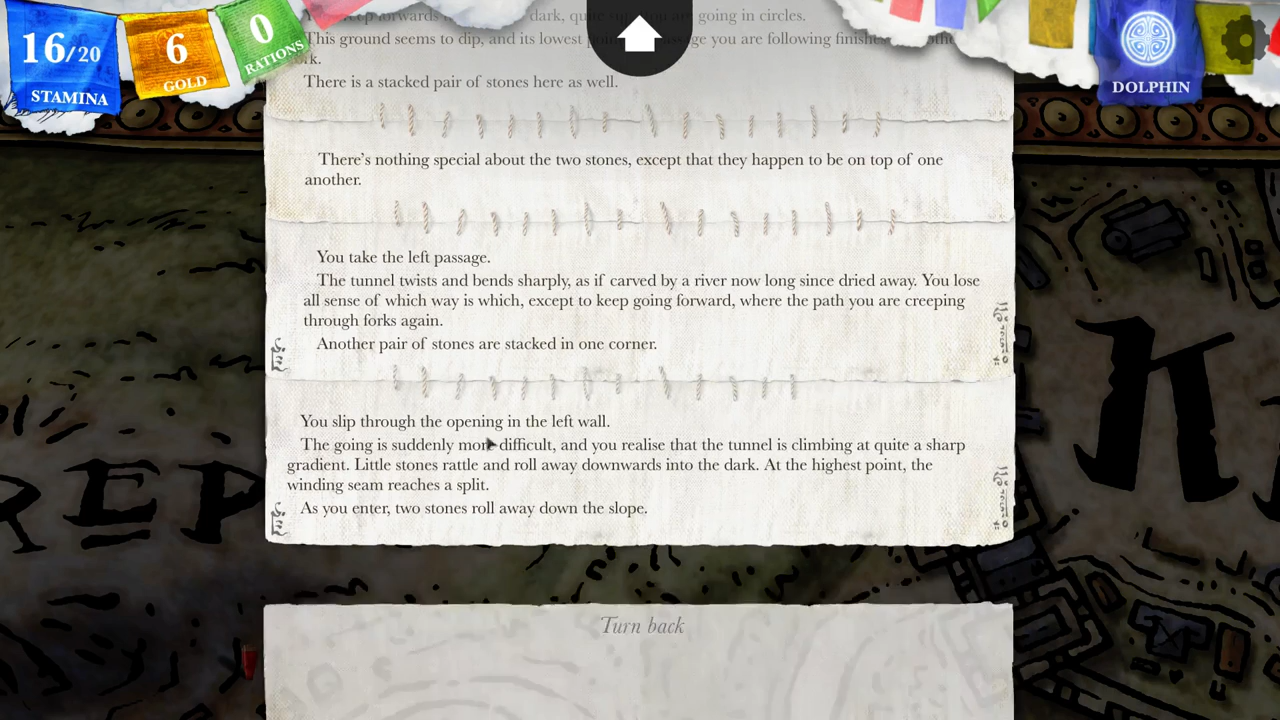 16/20
STAMINA
6
GOLD
0
RATIONS
DOLPHIN
forwards dark, going in circles.
This ground seems to dip, and its lowest you are following
There is a stacked pair of stones here as well.
There's nothing special about the two stones, except that they happen to be on top of one
another.
You take the left passage.
The tunnel twists and bends sharply, as if carved by a river now long since dried away. You lose
all sense of which way is which, except to keep going forward, where the path you are creeping
through forks again.
Another pair of stones are stacked in one corner.
You slip through the opening in the left wall.
The going is suddenly more difficult, and you realise that the tunnel is climbing at quite a sharp
gradient. Little stones rattle and roll away downwards into the dark. At the highest point, the
winding seam reaches a split.
As you enter, two stones roll away down the slope.
Turn back